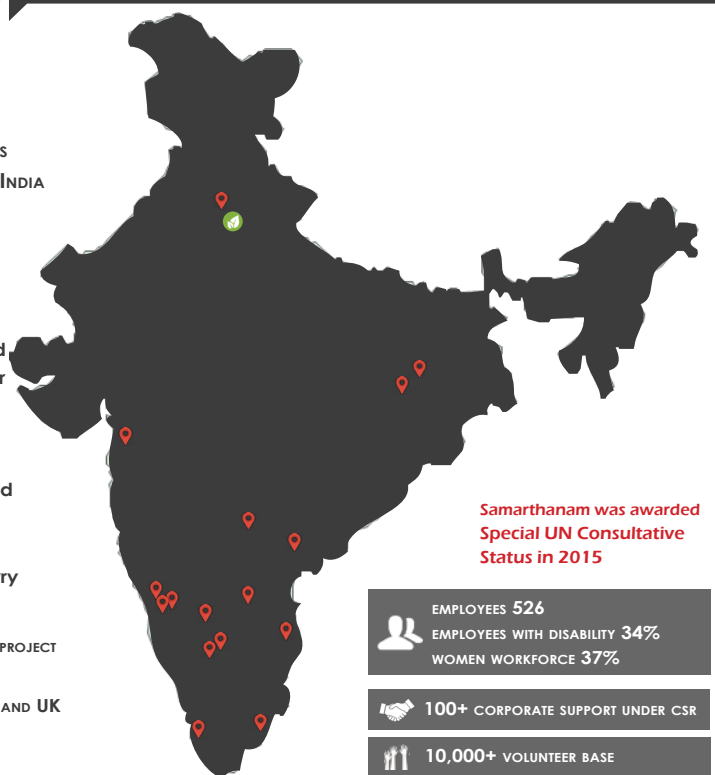 S
INDIA
d
r
d
ry
PROJECT
AND UK
Samarthanam was awarded
Special UN Consultative
Status in 2015
EMPLOYEES 526
EMPLOYEES WITH DISABILITY 34%
WOMEN WORKFORCE 37%
100+ CORPORATE SUPPORT UNDER CSR
10,000+ VOLUNTEER BASE